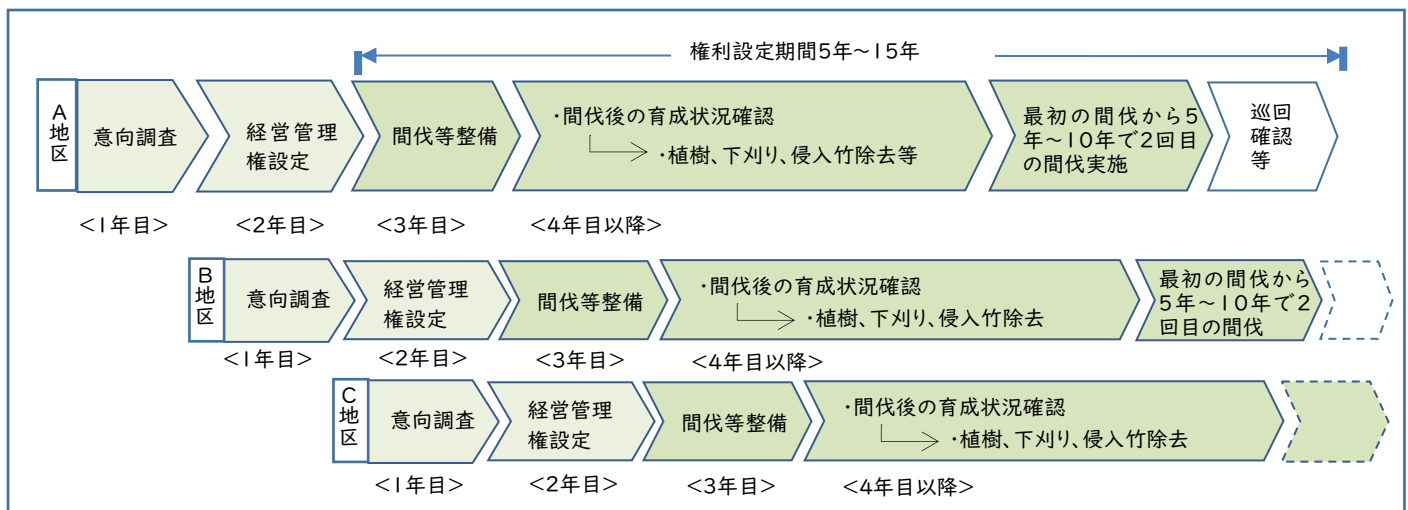 権利設定期間5年~15年
A地区
意向調査
経営管理
権設定
間伐等整備
・間伐後の育成状況確認
・植樹、下刈り、侵入竹除去等
最初の間伐から5
年~10年で2回目
の間伐実施
巡回
確認
等
<1年目>
<2年目>
<3年目>
<4年目以降>
B地区
意向調査
経営管理
権設定
間伐等整備
・間伐後の育成状況確認
・植樹、下刈り、侵入竹除去
最初の間伐から
5年~10年で2
回目の間伐
<1年目>
<2年目>
<3年目>
<4年目以降>
C地区
意向調査
経営管理
権設定
間伐等整備
・間伐後の育成状況確認
・植樹、下刈り、侵入竹除去
<1年目>
<2年目>
<3年目>
<4年目以降>